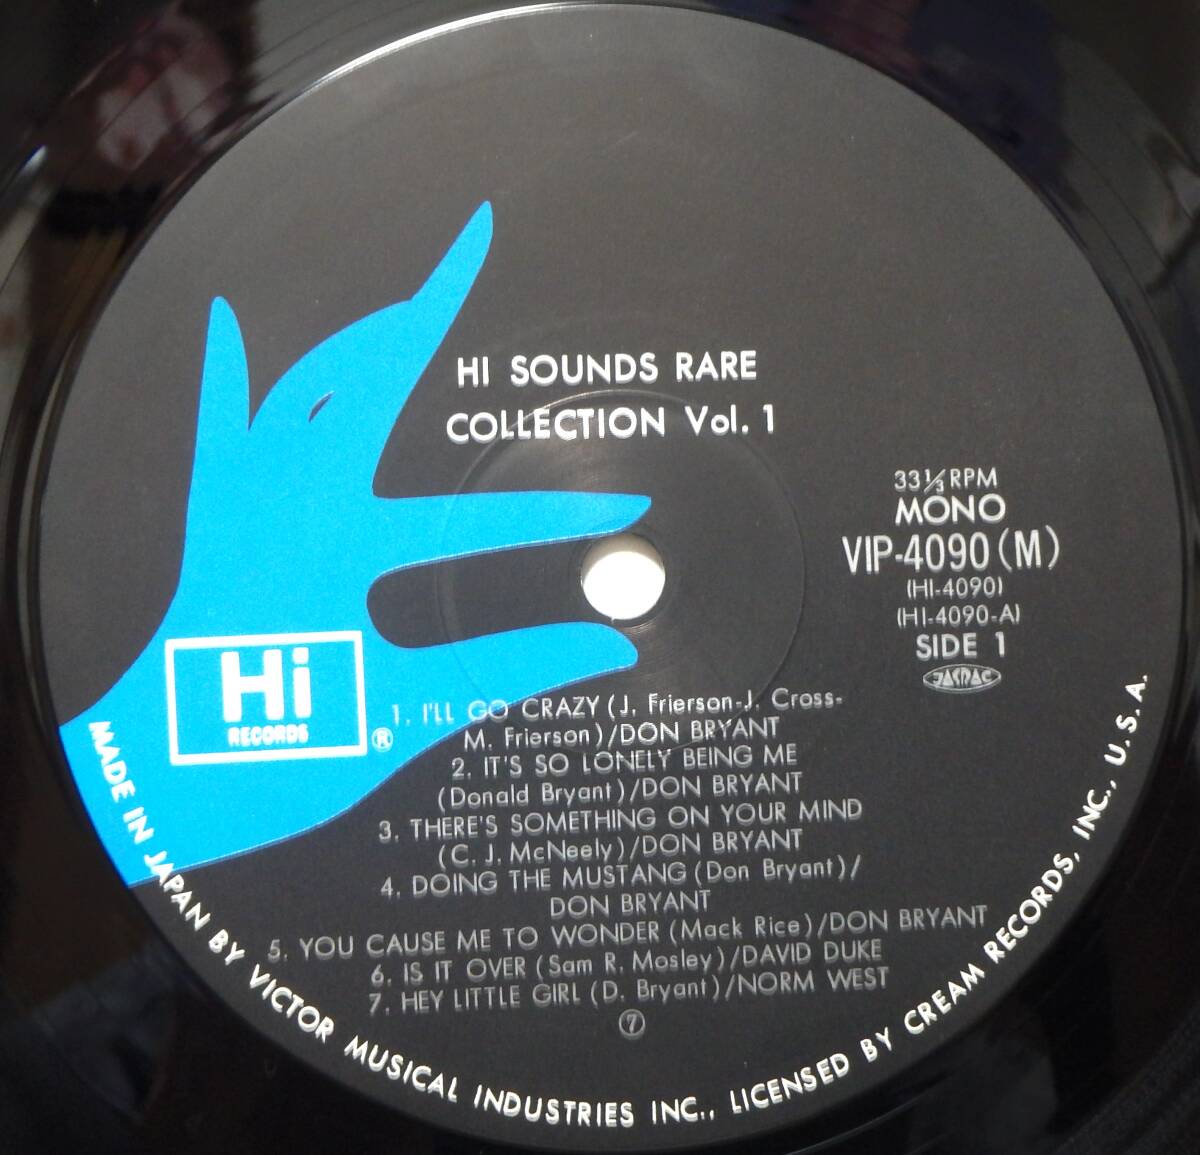 HI SOUNDS RARE
COLLECTION Vol. 1
33⅓ RPM
MONO
VIP-4090 (M)
(HI-4090)
(HI-4090-A)
SIDE 1
JASRAC
Hi
RECORDS
®
1. I'LL GO CRAZY (J. Frierson-J. Cross-
M. Frierson)/DON BRYANT
2. IT'S SO LONELY BEING ME
(Donald Bryant)/DON BRYANT
3. THERE'S SOMETHING ON YOUR MIND
(C. J. McNeely)/DON BRYANT
4. DOING THE MUSTANG (Don Bryant)/
DON BRYANT
5. YOU CAUSE ME TO WONDER (Mack Rice)/DON BRYANT
6. IS IT OVER (Sam R. Mosley)/DAVID DUKE
7. HEY LITTLE GIRL (D. Bryant)/NORM WEST
⑦
MADE IN JAPAN BY VICTOR MUSICAL INDUSTRIES INC., LICENSED BY CREAM RECORDS, INC., U.S.A.